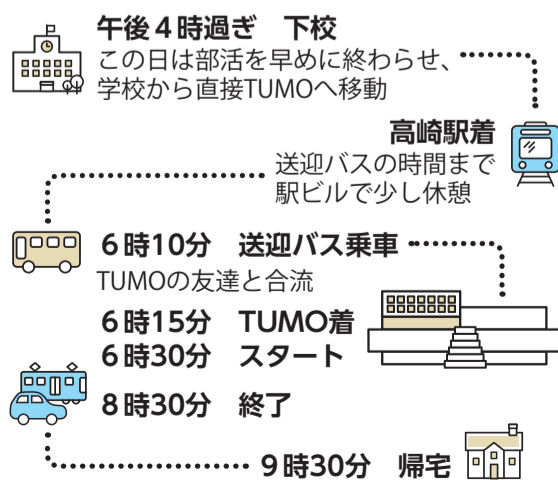 午後４時過ぎ　下校
この日は部活を早めに終わらせ、
学校から直接TUMOへ移動
高崎駅着
送迎バスの時間まで
駅ビルで少し休憩
６時10分　送迎バス乗車
TUMOの友達と合流
６時15分　TUMO着
６時30分　スタート
８時30分　終了
９時30分　帰宅